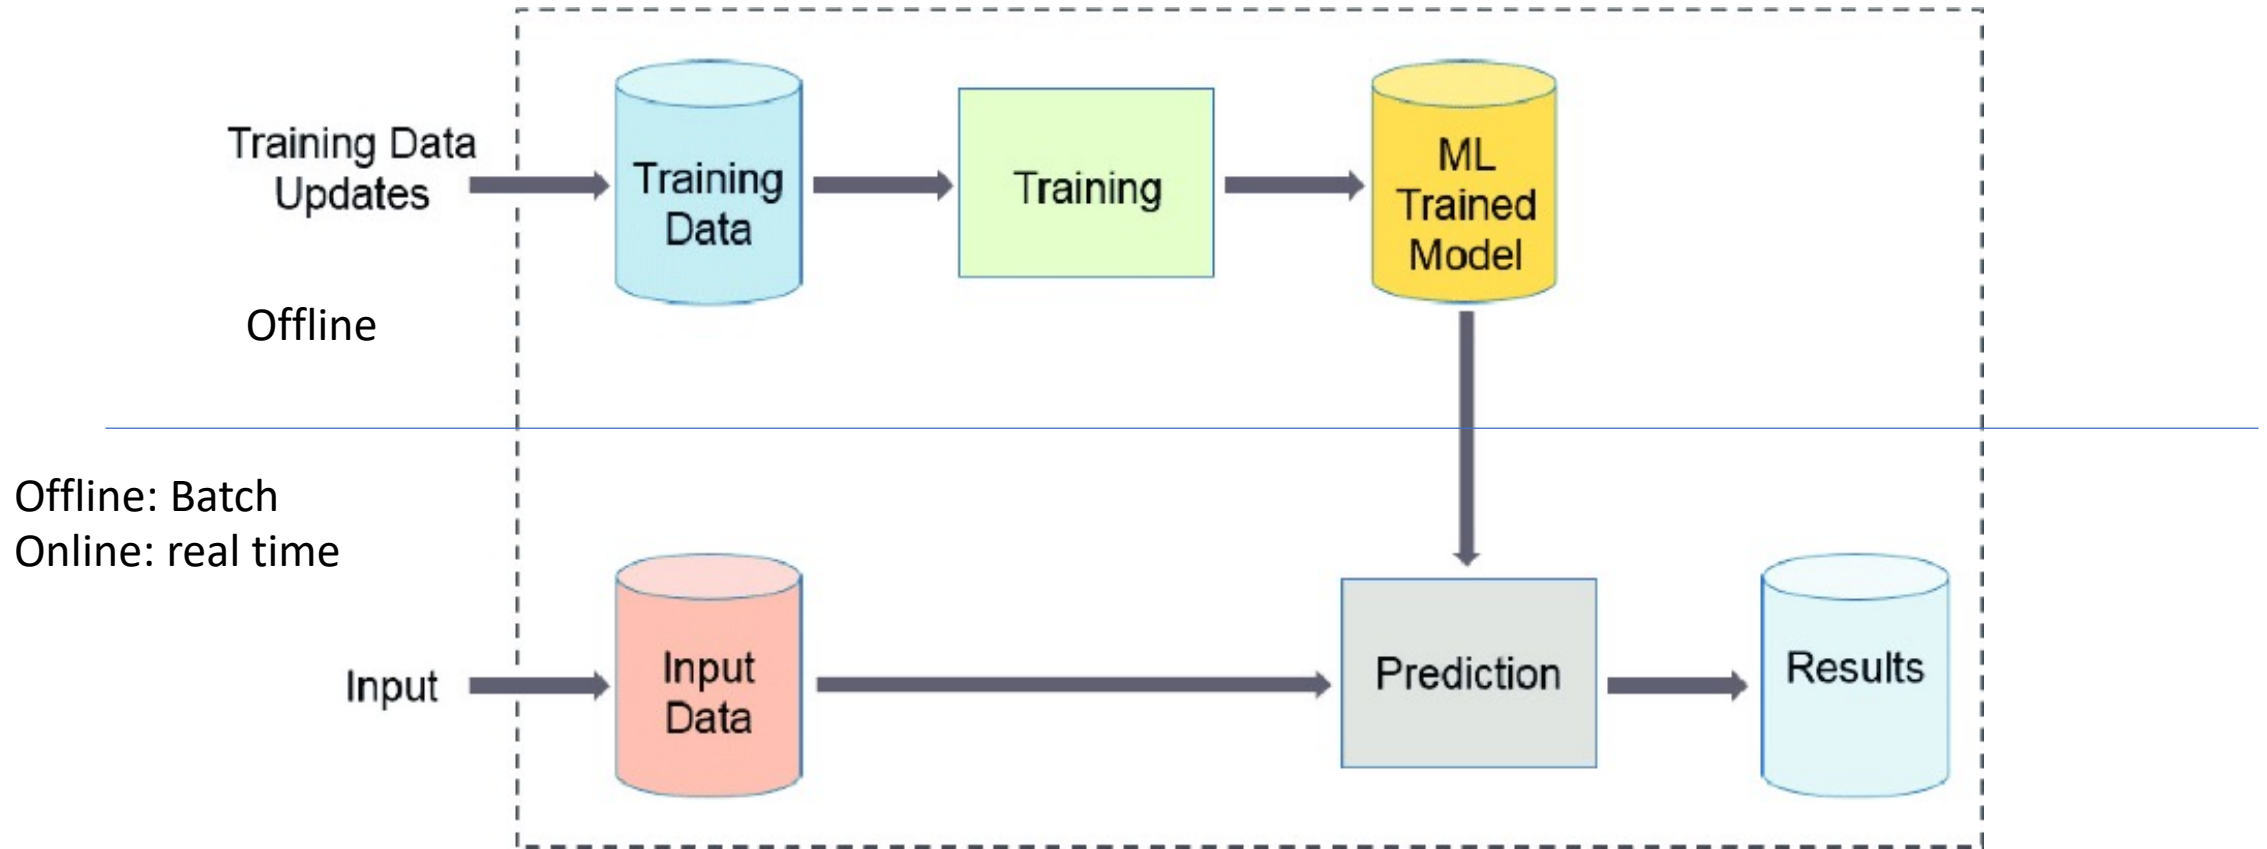 Training Data
Updates
Training
Data
Training
ML
Trained
Model
Offline
Offline: Batch
Online: real time
Input
Input
Data
Prediction
Results